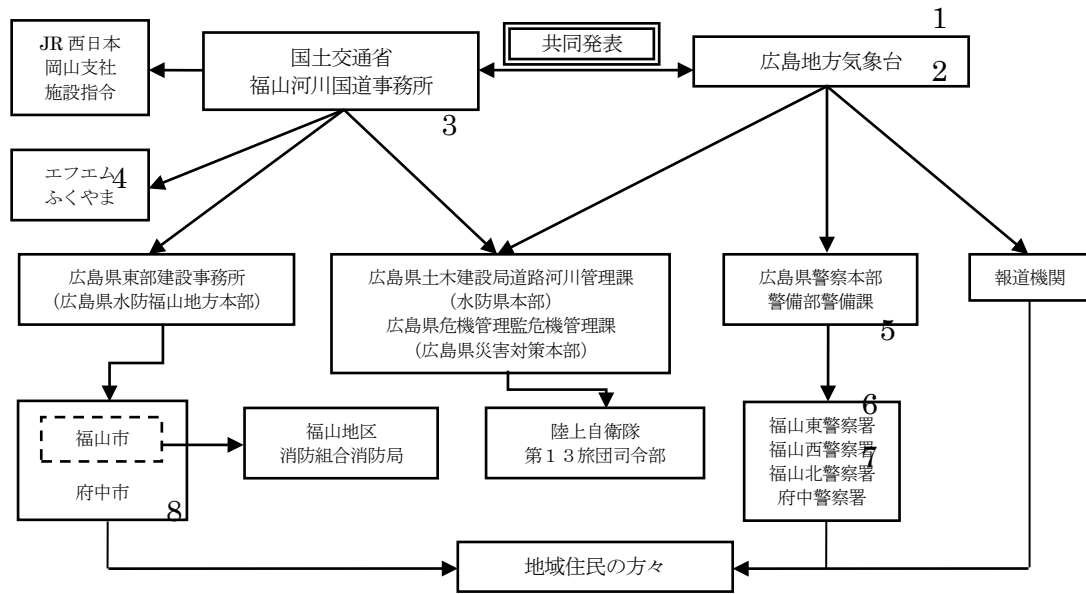 1
JR 西日本
岡山支社
施設指令
国土交通省
福山河川国道事務所
共同発表
広島地方気象台
2
3
エフエム
ふくやま
4
広島県東部建設事務所
（広島県水防福山地方本部）
広島県土木建設局道路河川管理課
（水防県本部）
広島県危機管理監危機管理課
（広島県災害対策本部）
広島県警察本部
警備部警備課
報道機関
5
福山市
府中市
福山地区
消防組合消防局
陸上自衛隊
第１３旅団司令部
6
福山東警察署
福山西警察署
7
福山北警察署
府中警察署
8
地域住民の方々